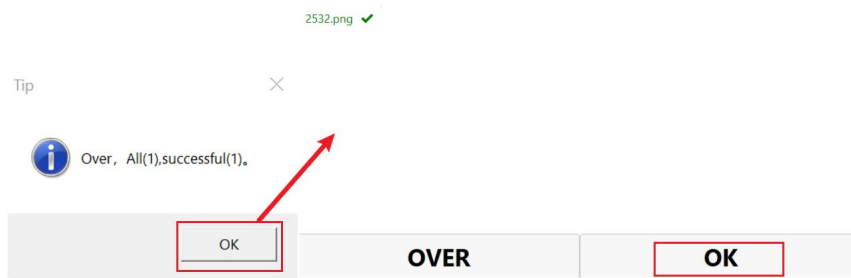 2532.png ✔
Tip
Over，All(1),successful(1)。
OK
OVER
OK